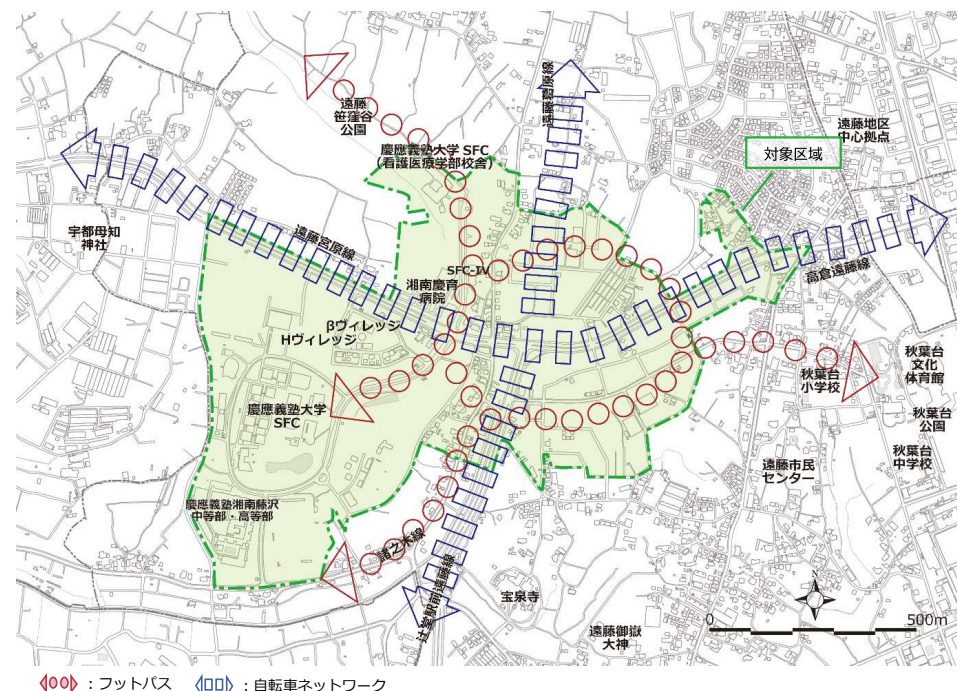 遠藤
笹窪谷
公園
慶應義塾大学 SFC
(看護医療学部校舎)
遠藤葛原線
遠藤地区
中心拠点
対象区域
宇都母知
神社
遠藤宮原線
SFC-IV
湘南慶育
病院
高倉遠藤線
βヴィレッジ
Hヴィレッジ
慶應義塾大学
SFC
秋葉台
小学校
秋葉台
文化
体育館
秋葉台
公園
秋葉台
中学校
遠藤市民
センター
慶應義塾湘南藤沢
中等部・高等部
諸之木線
辻堂駅前遠藤線
宝泉寺
遠藤御嶽
大神
N
0
500m
：フットパス
：自転車ネットワーク